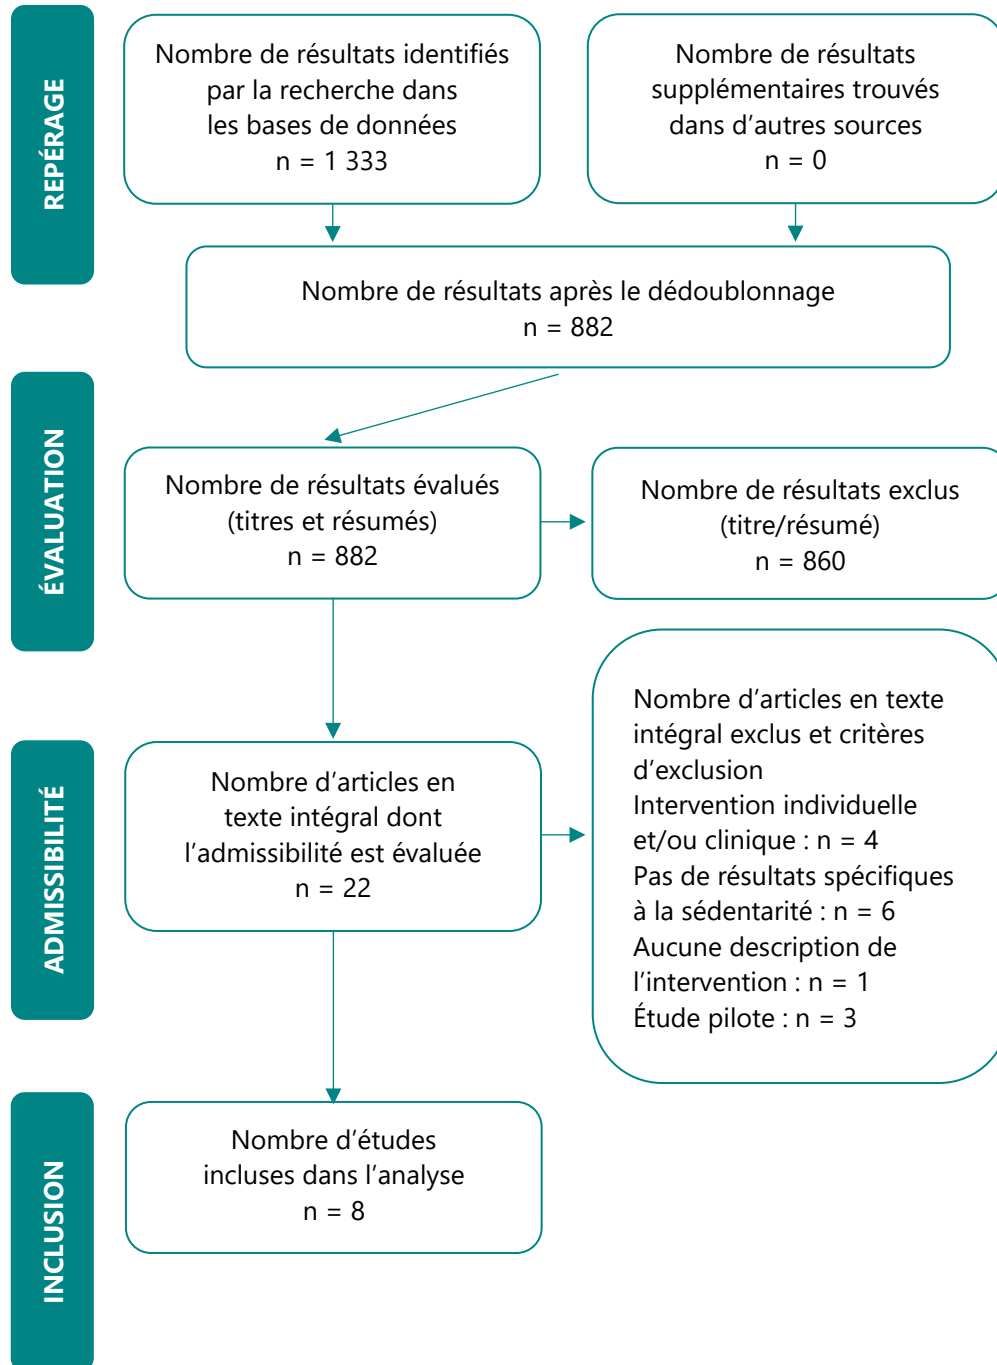 REPÉRAGE
Nombre de résultats identifiés
par la recherche dans
les bases de données
n = 1 333
Nombre de résultats
supplémentaires trouvés
dans d’autres sources
n = 0
Nombre de résultats après le dédoublonnage
n = 882
ÉVALUATION
Nombre de résultats évalués
(titres et résumés)
n = 882
Nombre de résultats exclus
(titre/résumé)
n = 860
ADMISSIBILITÉ
Nombre d’articles en
texte intégral dont
l’admissibilité est évaluée
n = 22
Nombre d’articles en texte
intégral exclus et critères
d’exclusion
Intervention individuelle
et/ou clinique : n = 4
Pas de résultats spécifiques
à la sédentarité : n = 6
Aucune description de
l’intervention : n = 1
Étude pilote : n = 3
INCLUSION
Nombre d’études
incluses dans l’analyse
n = 8